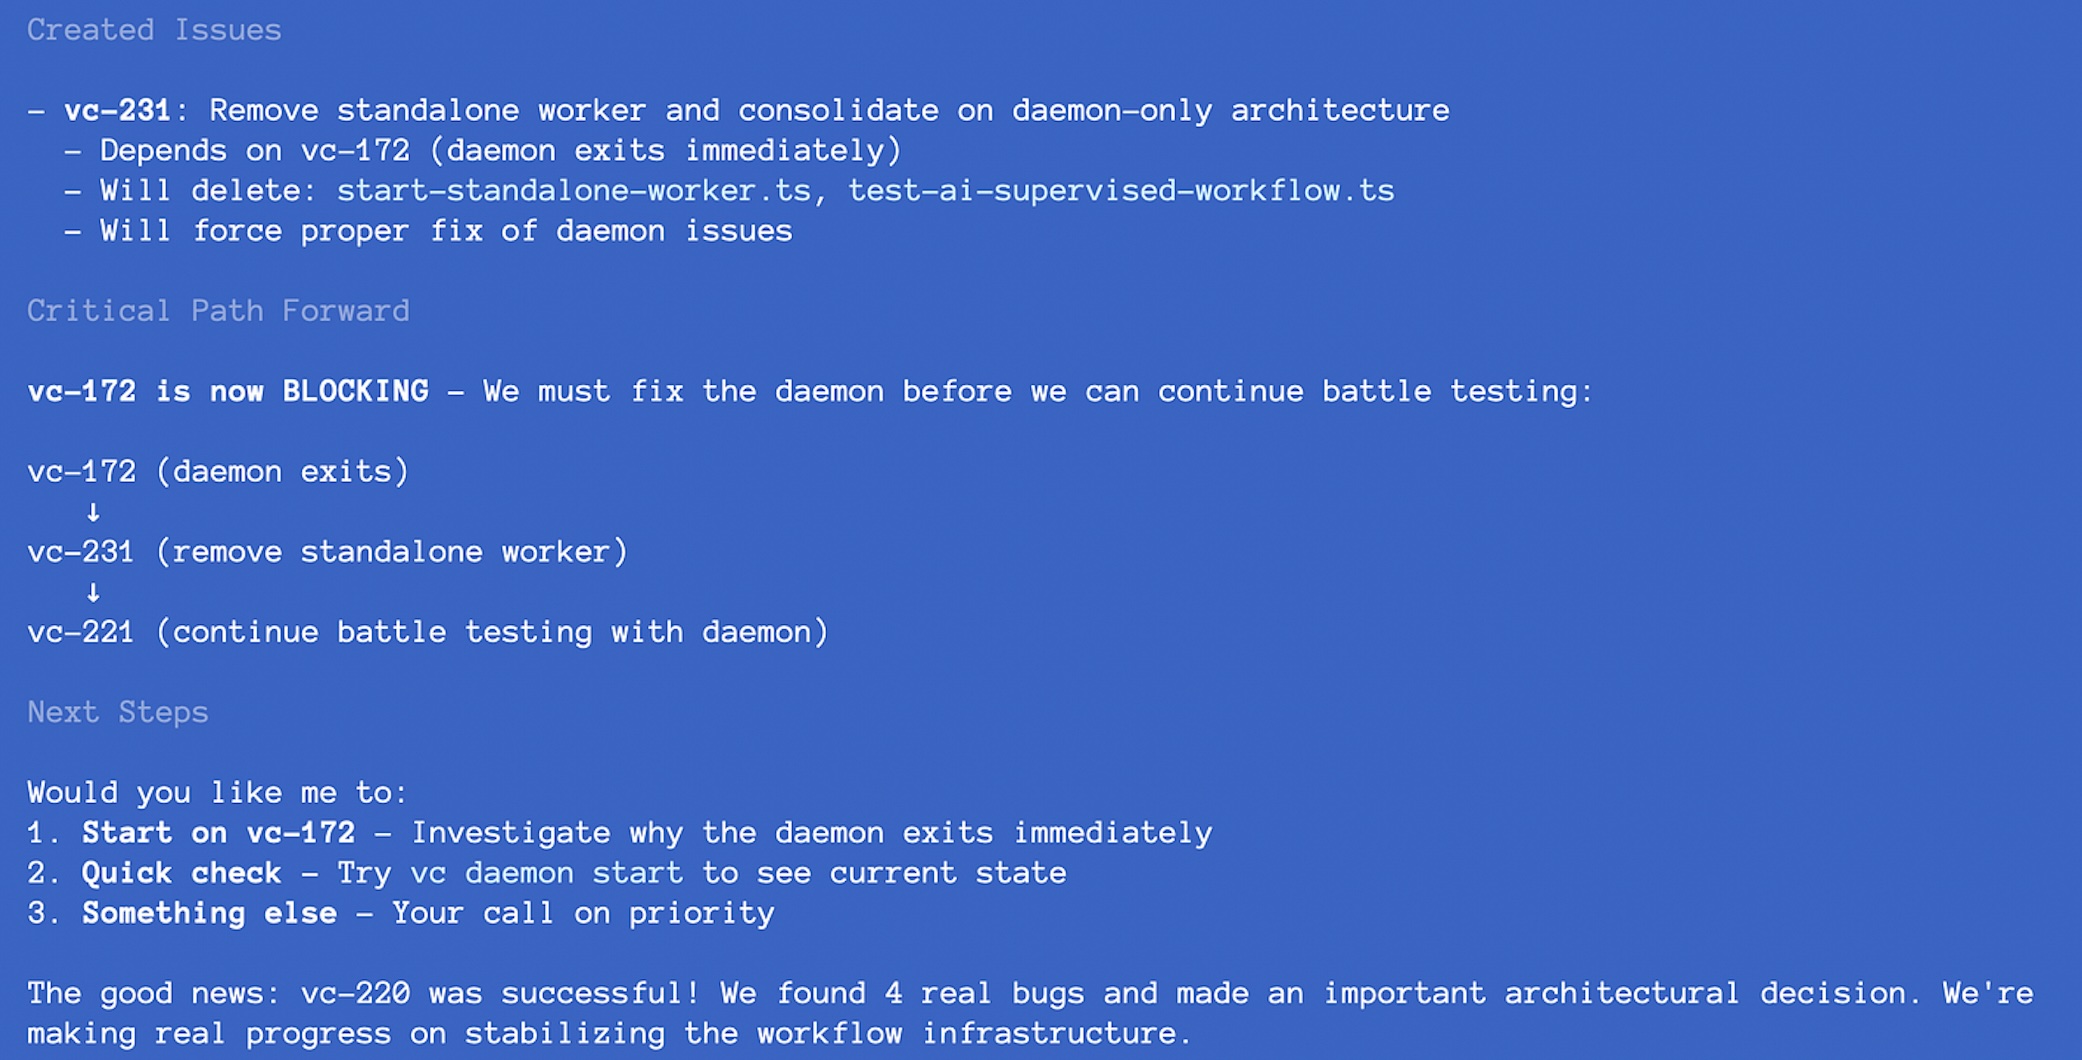 Created Issues
- vc-231: Remove standalone worker and consolidate on daemon-only architecture
- Depends on vc-172 (daemon exits immediately)
- Will delete: start-standalone-worker.ts, test-ai-supervised-workflow.ts
- Will force proper fix of daemon issues
Critical Path Forward
vc-172 is now BLOCKING - We must fix the daemon before we can continue battle testing:
vc-172 (daemon exits)
↓
vc-231 (remove standalone worker)
↓
vc-221 (continue battle testing with daemon)
Next Steps
Would you like me to:
1. Start on vc-172 - Investigate why the daemon exits immediately
2. Quick check - Try vc daemon start to see current state
3. Something else - Your call on priority
The good news: vc-220 was successful! We found 4 real bugs and made an important architectural decision. We're
making real progress on stabilizing the workflow infrastructure.